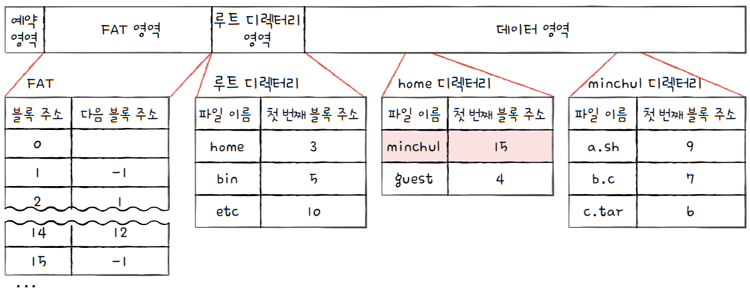 예약 영역 FAT 영역 루트 디렉터리 영역 데이터 영역
FAT 루트 디렉터리 home 디렉터리 minchul 디렉터리
블록 주소 다음 블록 주소 파일 이름 첫 번째 블록 주소 파일 이름 첫 번째 블록 주소 파일 이름 첫 번째 블록 주소
0 home 3 minchul 15 a.sh 9
1 -1 bin 5 guest 4 b.c 7
2 1 etc 10 c.tar 6
14 12
15 -1
...